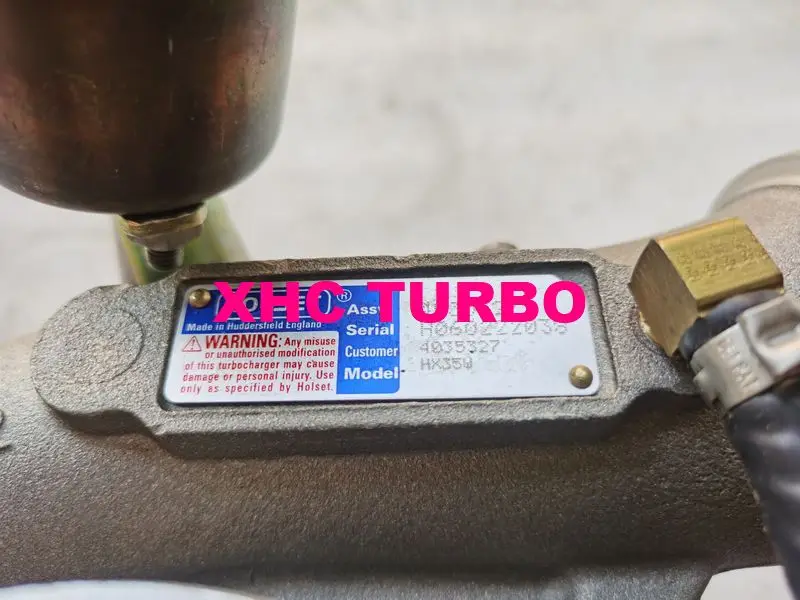 XHC TURBO
Made in Huddersfield England
WARNING: Any misuse
or unauthorised modification
of this turbocharger may cause
damage or personal injury. Use
only as specified by Holset.
Assy
Serial
Customer 4035327
Model HX35W